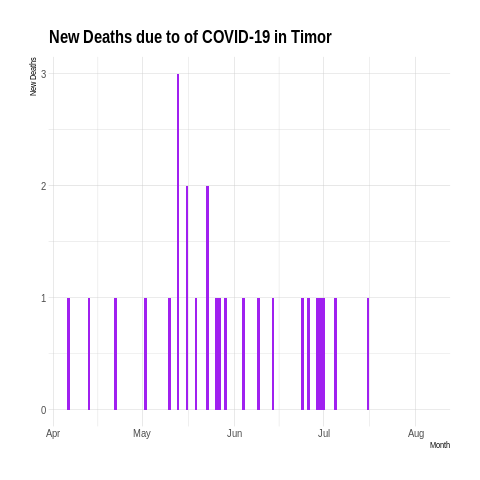 New Deaths due to of COVID-19 in Timor
New Deaths
3
2
1
0
Apr May Jun Jul Aug
Month